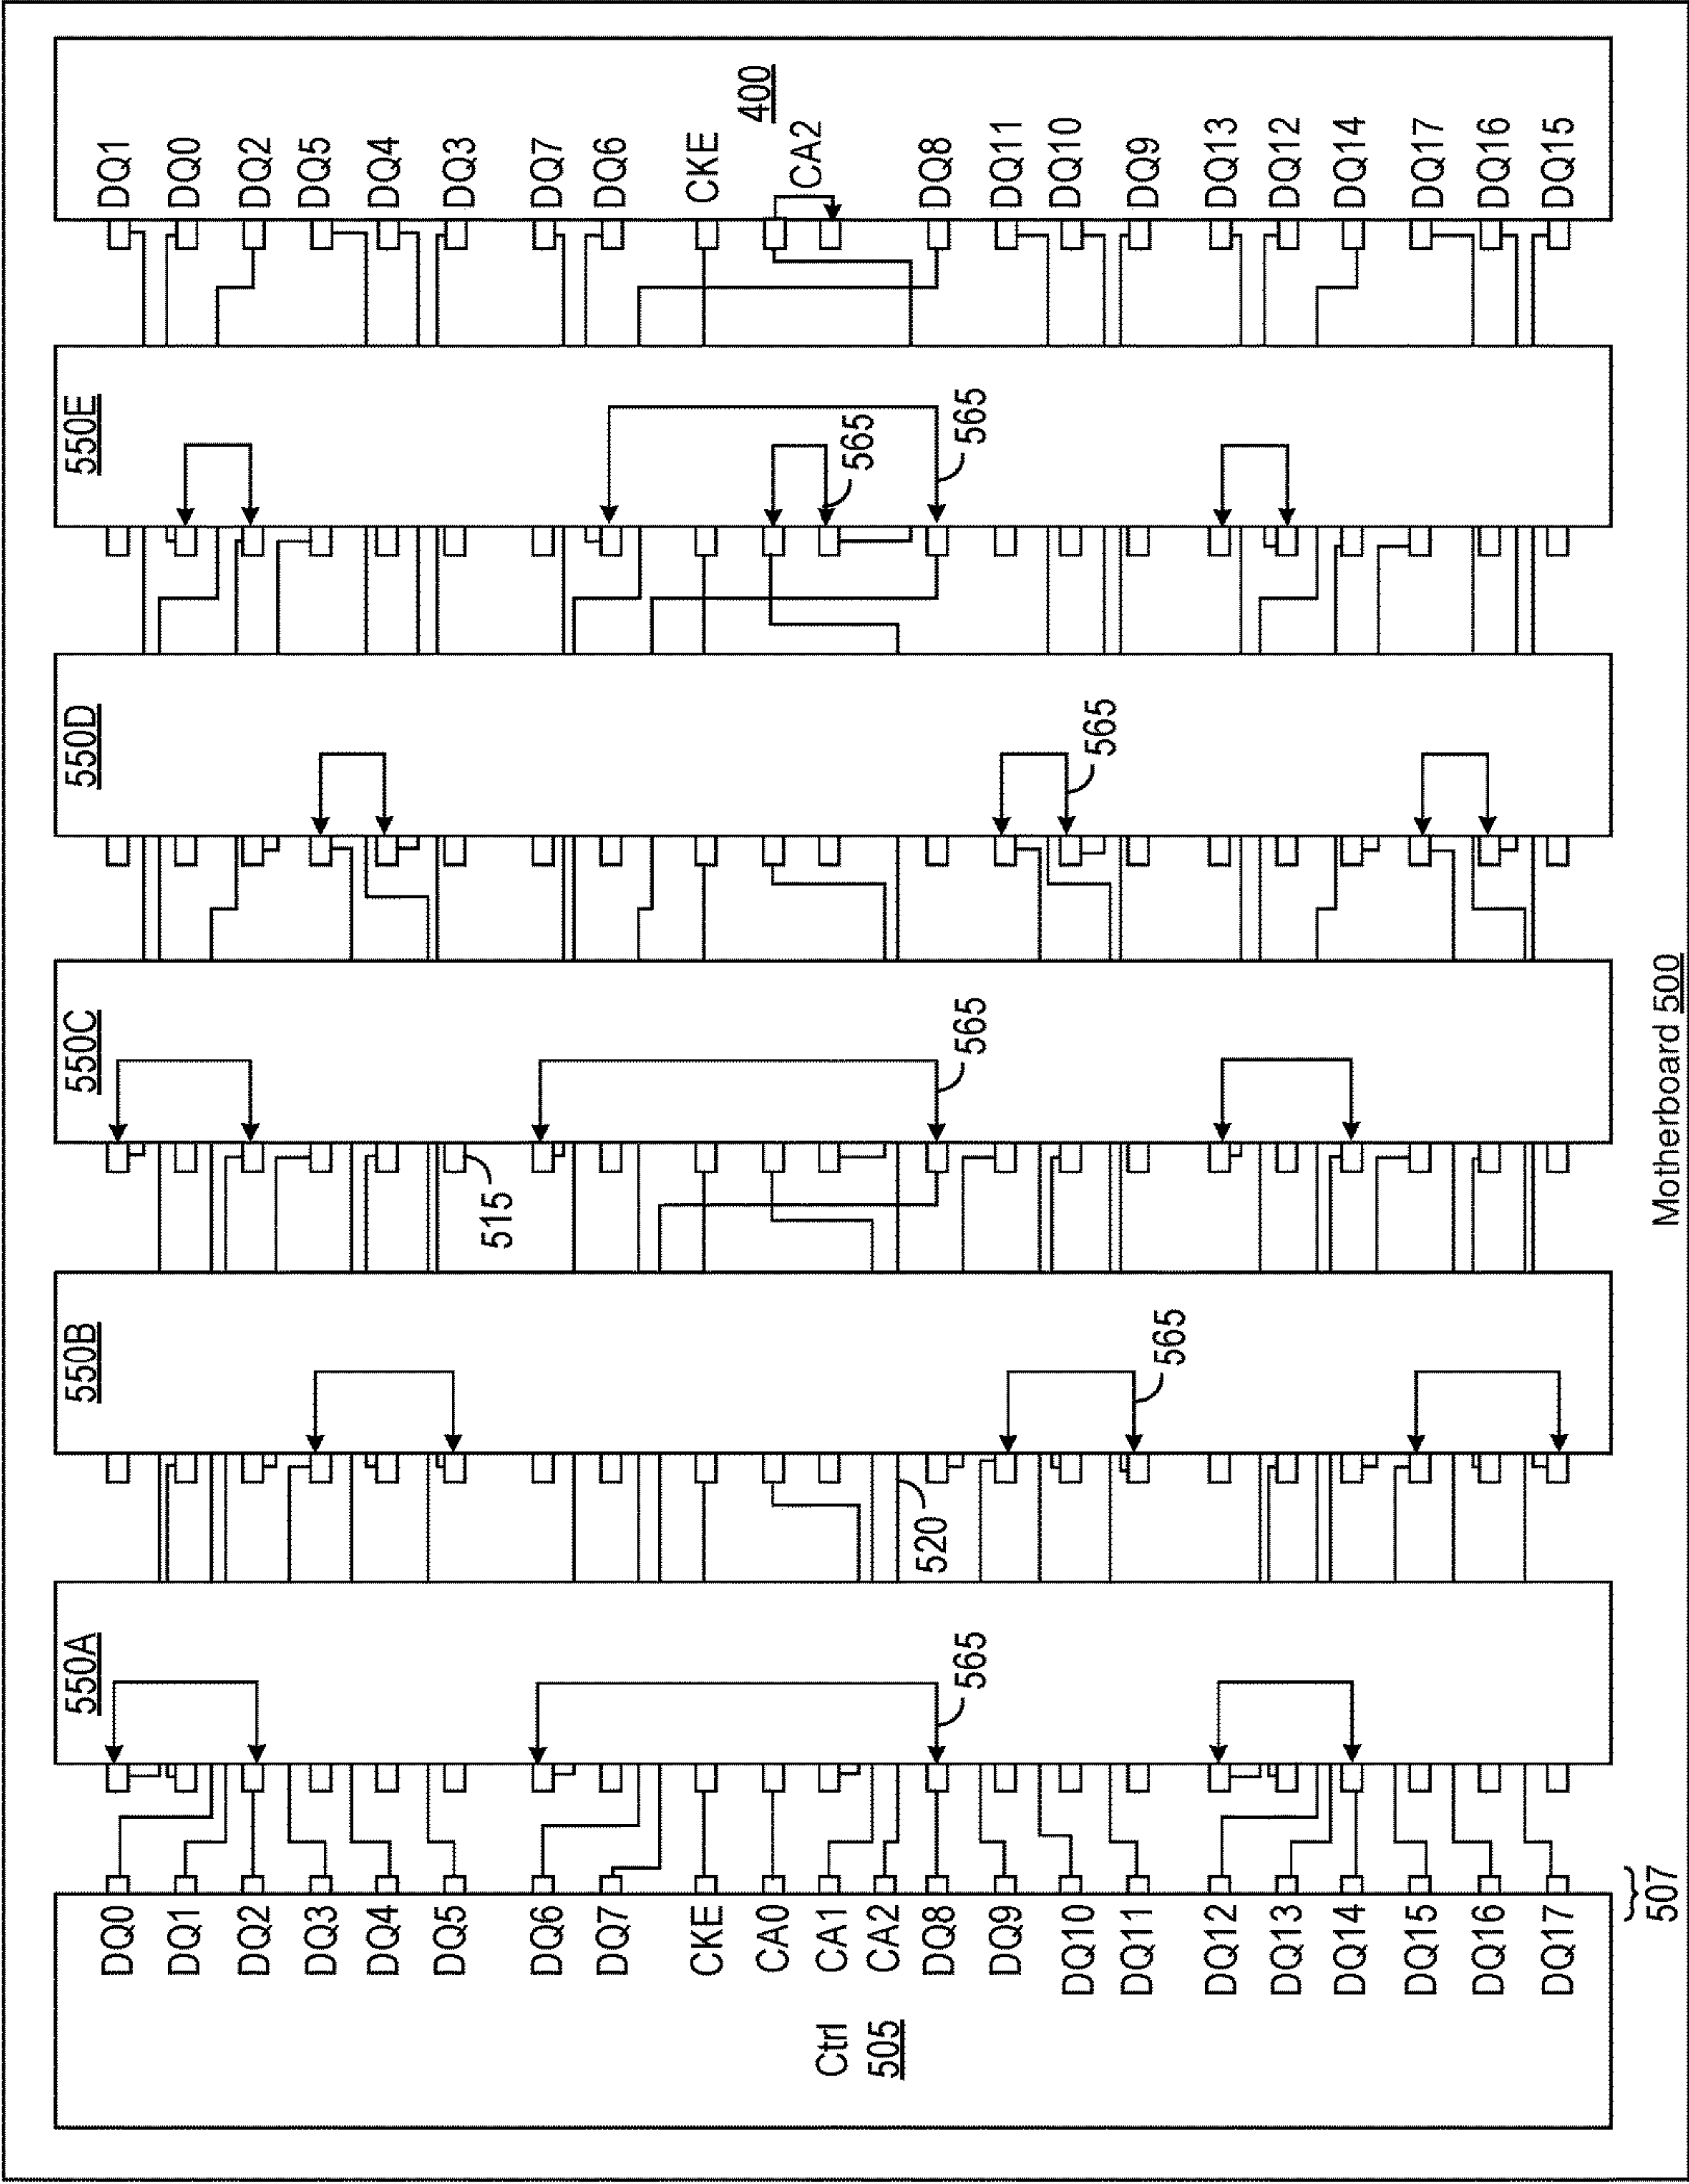 DQ1
DQ0
DQ2
DQ5
DQ4
DQ3
DQ7
DQ6
CKE
400
CA2
DQ8
DQ11
DQ10
DQ9
DQ13
DQ12
DQ14
DQ17
DQ16
DQ15
550E
565
565
550D
565
550C
565
515
550B
565
520
550A
565
507
DQ0
DQ1
DQ2
DQ3
DQ4
DQ5
DQ6
DQ7
CKE
CA0
CA1
CA2
DQ8
DQ9
DQ10
DQ11
DQ12
DQ13
DQ14
DQ15
DQ16
DQ17
Ctrl
505
Motherboard 500